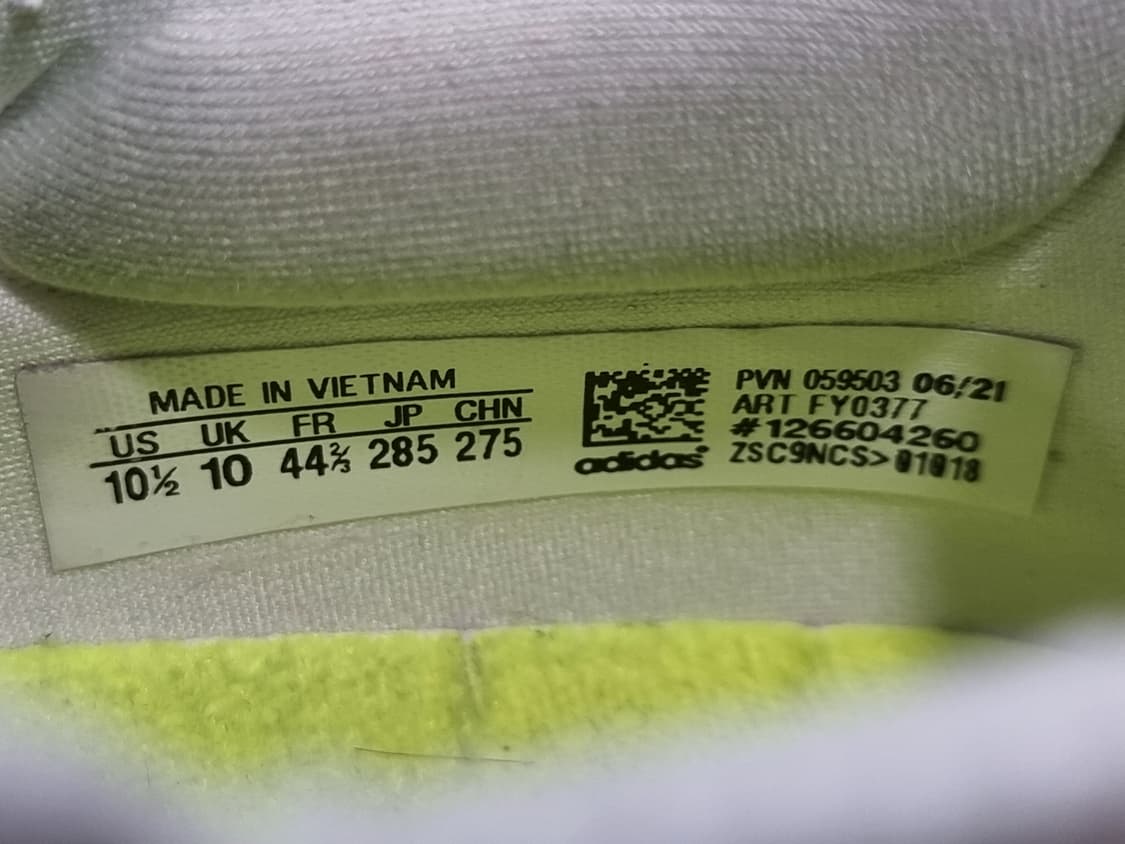 MADE IN VIETNAM
US UK FR JP CHN
10½ 10 44⅔ 285 275
adidas
PVN 059503 06/21
ART FY0377
#126604260
ZSC9NCS>01018